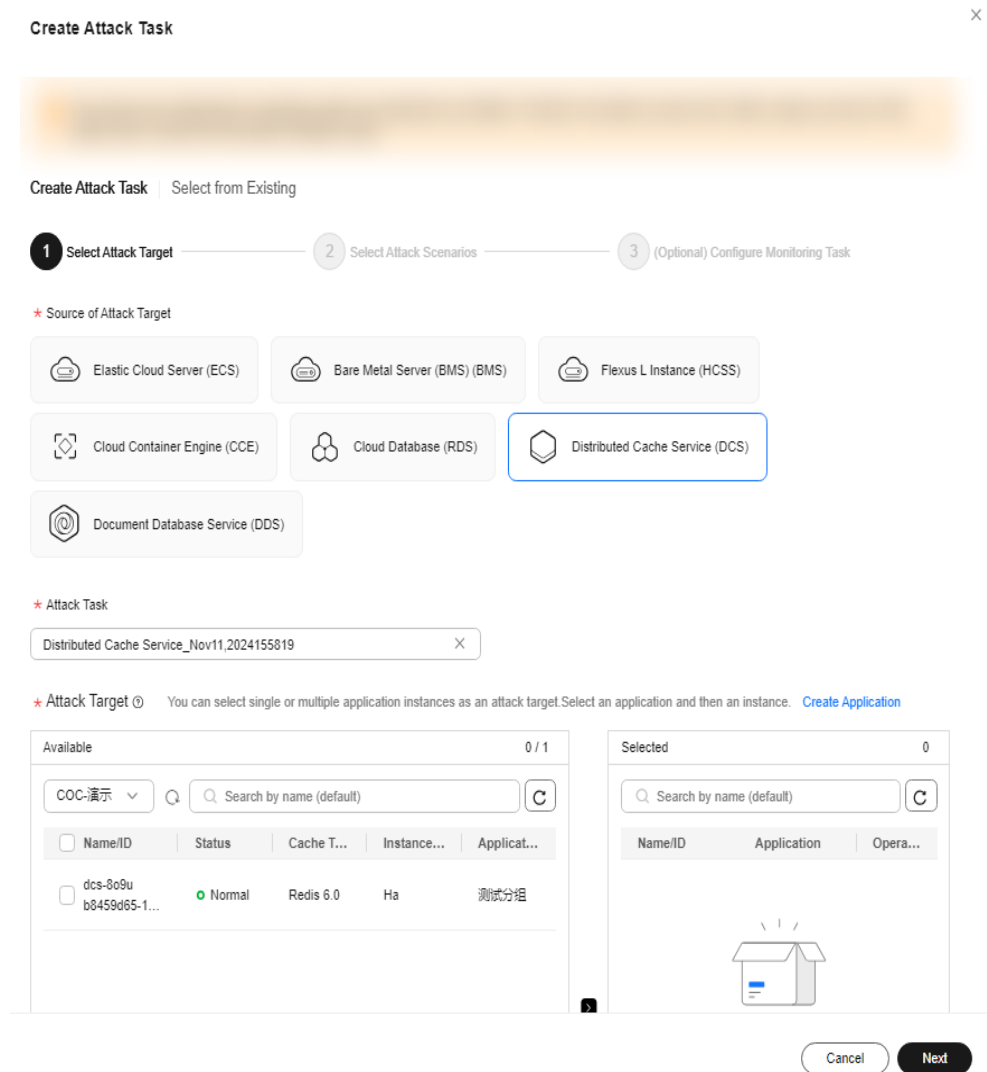 Create Attack Task
Create Attack Task Select from Existing
1 Select Attack Target 2 Select Attack Scenarios 3 (Optional) Configure Monitoring Task
* Source of Attack Target
Elastic Cloud Server (ECS) Bare Metal Server (BMS) (BMS) Flexus L Instance (HCSS)
Cloud Container Engine (CCE) Cloud Database (RDS) Distributed Cache Service (DCS)
Document Database Service (DDS)
* Attack Task
Distributed Cache Service_Nov11,2024155819
* Attack Target You can select single or multiple application instances as an attack target.Select an application and then an instance. Create Application
Available 0 / 1 Selected 0
COC-演示 Search by name (default) Search by name (default)
Name/ID Status Cache T... Instance... Applicat... Name/ID Application Opera...
dcs-8o9u
b8459d65-1... Normal Redis 6.0 Ha 测试分组
Cancel Next